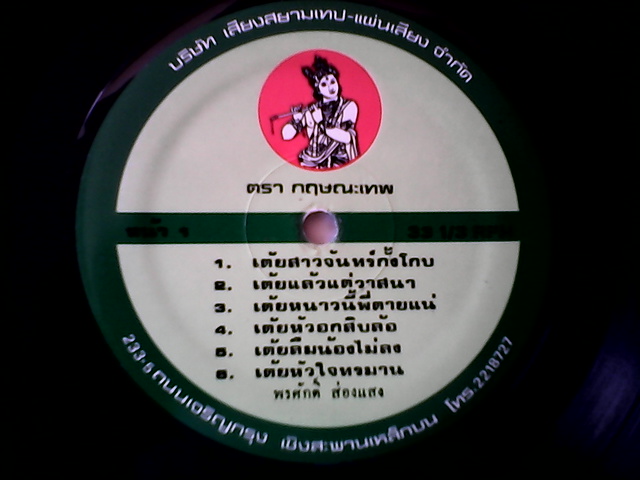 บริษัท เสียงสยามเทป-แผ่นเสียง จำกัด
ตรา กฤษณะเทพ
หน้า 1 33 1/3 RPM
1. เต้ยสาวจันทร์กั้งโกบ
2. เต้ยแล้วแต่วาสนา
3. เต้ยหนาวนี้พี่ตายแน่
4. เต้ยหัวอกสิบล้อ
5. เต้ยลืมน้องไม่ลง
6. เต้ยหัวใจทรมาน
พรศักดิ์ ส่องแสง
233-5 ถนนเจริญกรุง เชิงสะพานเหล็กบน โทร. 2218727